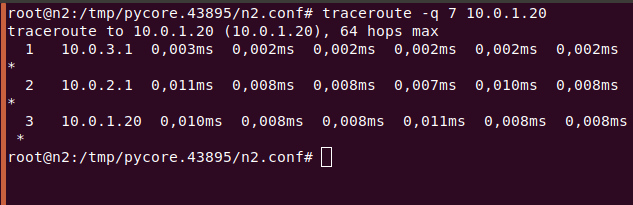 root@n2:/tmp/pycore.43895/n2.conf# traceroute -q 7 10.0.1.20
traceroute to 10.0.1.20 (10.0.1.20), 64 hops max
1 10.0.3.1 0,003ms 0,002ms 0,002ms 0,002ms 0,002ms 0,002ms
*
2 10.0.2.1 0,011ms 0,008ms 0,008ms 0,007ms 0,010ms 0,008ms
*
3 10.0.1.20 0,010ms 0,008ms 0,008ms 0,011ms 0,008ms 0,008ms
*
root@n2:/tmp/pycore.43895/n2.conf#